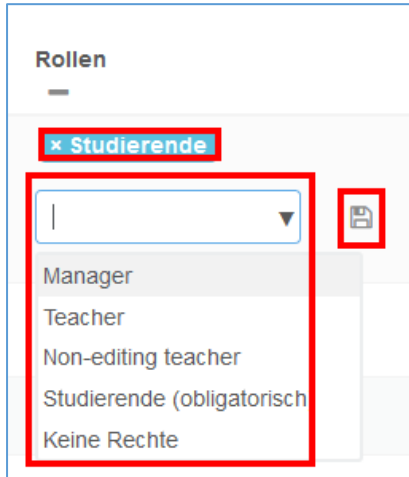 Rollen
× Studierende
Manager
Teacher
Non-editing teacher
Studierende (obligatorisch
Keine Rechte